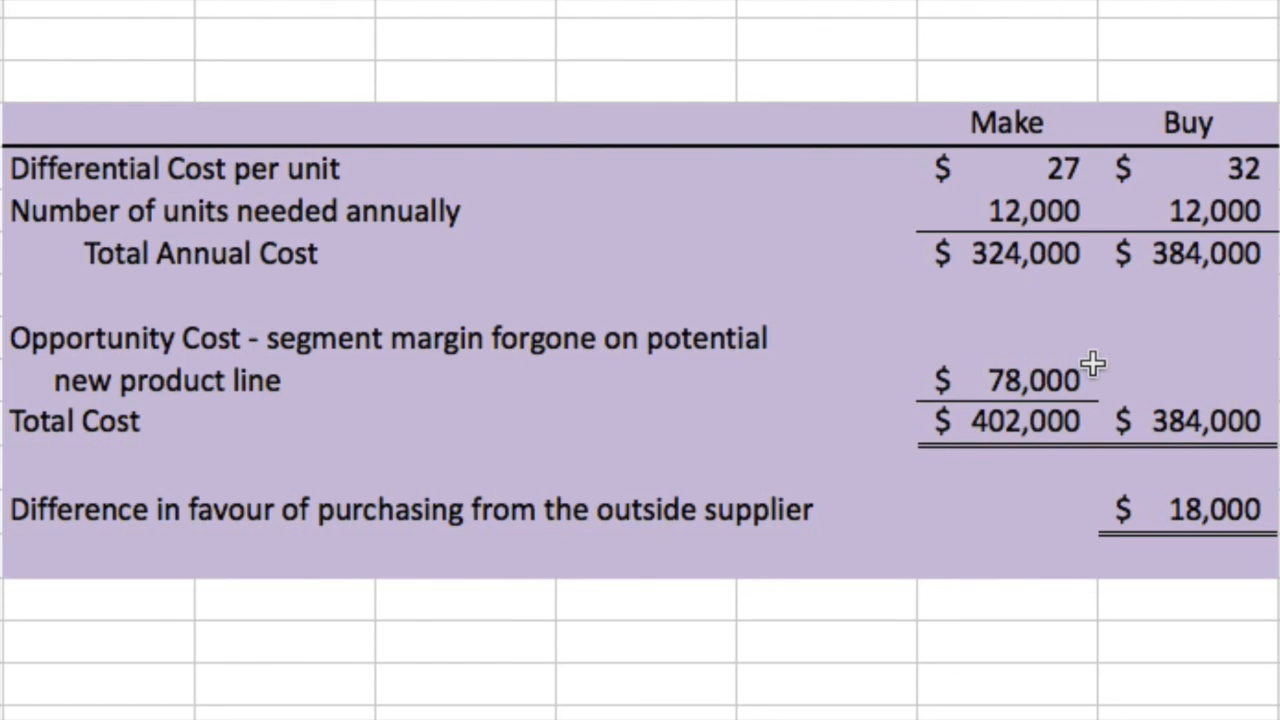 Make Buy
Differential Cost per unit $ 27 $ 32
Number of units needed annually 12,000 12,000
Total Annual Cost $ 324,000 $ 384,000
Opportunity Cost - segment margin forgone on potential
new product line $ 78,000
Total Cost $ 402,000 $ 384,000
Difference in favour of purchasing from the outside supplier $ 18,000